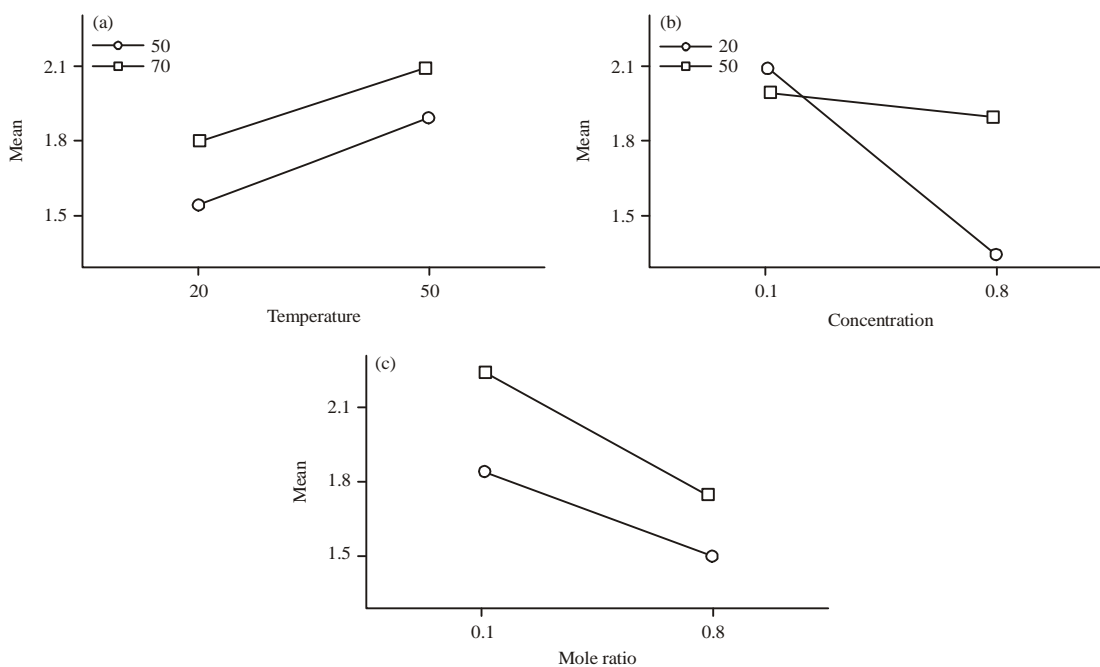 (a)
50
70
2.1
1.8
1.5
Mean
20 50
Temperature
(b)
20
50
2.1
1.8
1.5
Mean
0.1 0.8
Concentration
(c)
2.1
1.8
1.5
Mean
0.1 0.8
Mole ratio